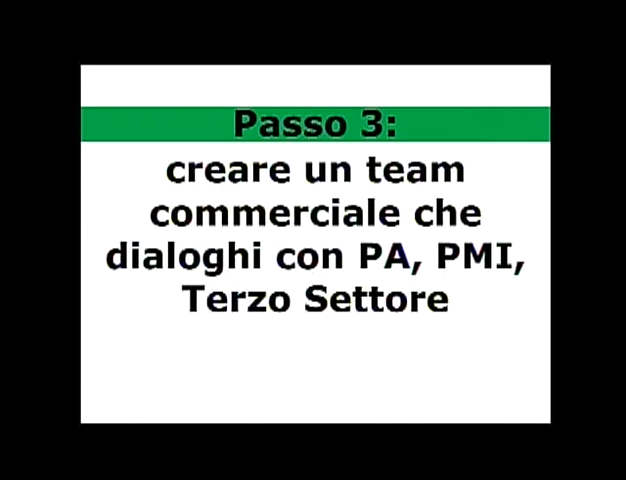 Passo 3:
creare un team
commerciale che
dialoghi con PA, PMI,
Terzo Settore